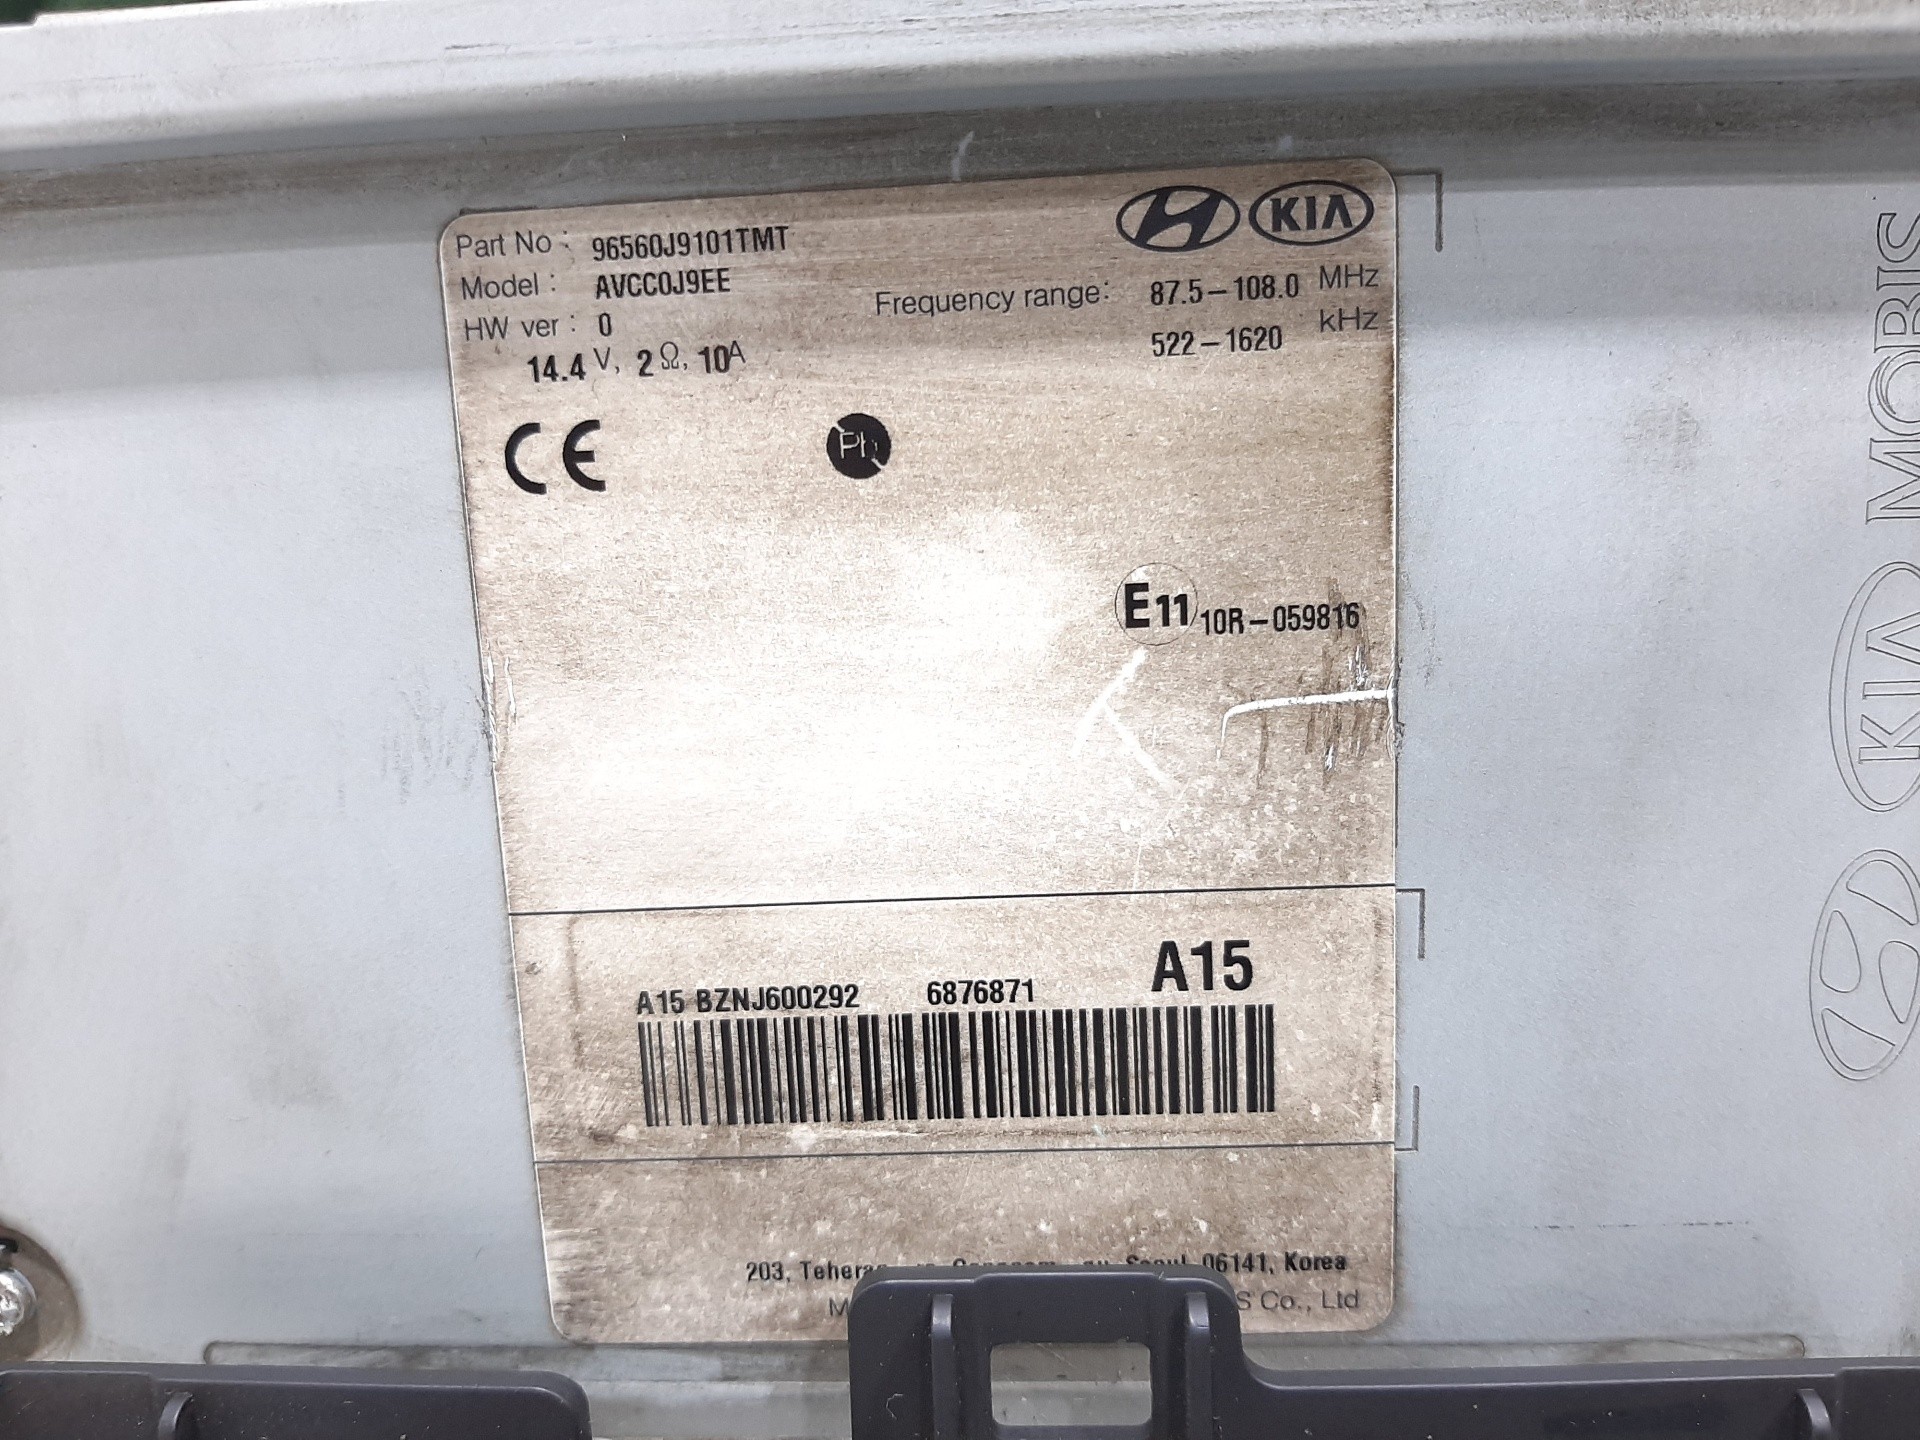 KIA
Part No : 96560J9101TMT
Model : AVCC0J9EE
HW ver : 0
14.4 V, 2 Ω, 10A
Frequency range: 87.5-108.0 MHz
522-1620 kHz
CE
Pb
E11 10R-059816
A15
A15 BZNJ600292 6876871
203, Seoul 06141, Korea
Co., Ltd
MOBIS
KIA